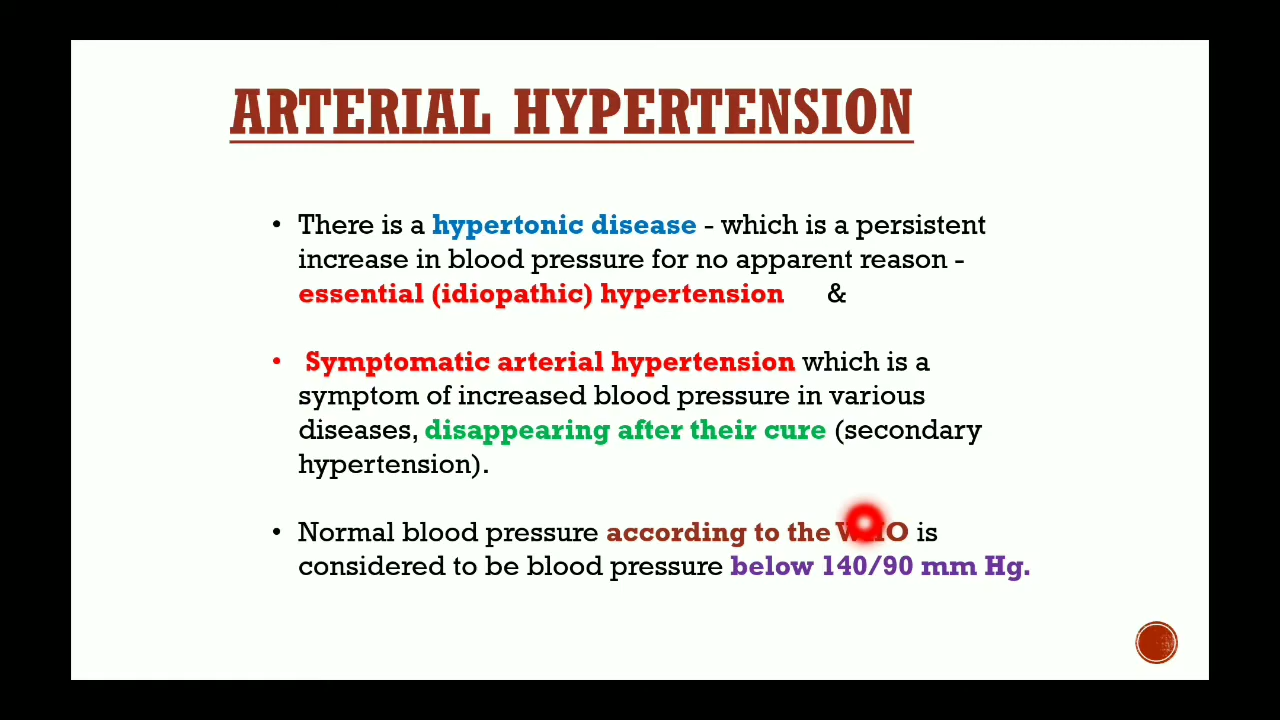 ARTERIAL HYPERTENSION
• There is a hypertonic disease - which is a persistent
increase in blood pressure for no apparent reason -
essential (idiopathic) hypertension &
• Symptomatic arterial hypertension which is a
symptom of increased blood pressure in various
diseases, disappearing after their cure (secondary
hypertension).
• Normal blood pressure according to the WHO is
considered to be blood pressure below 140/90 mm Hg.